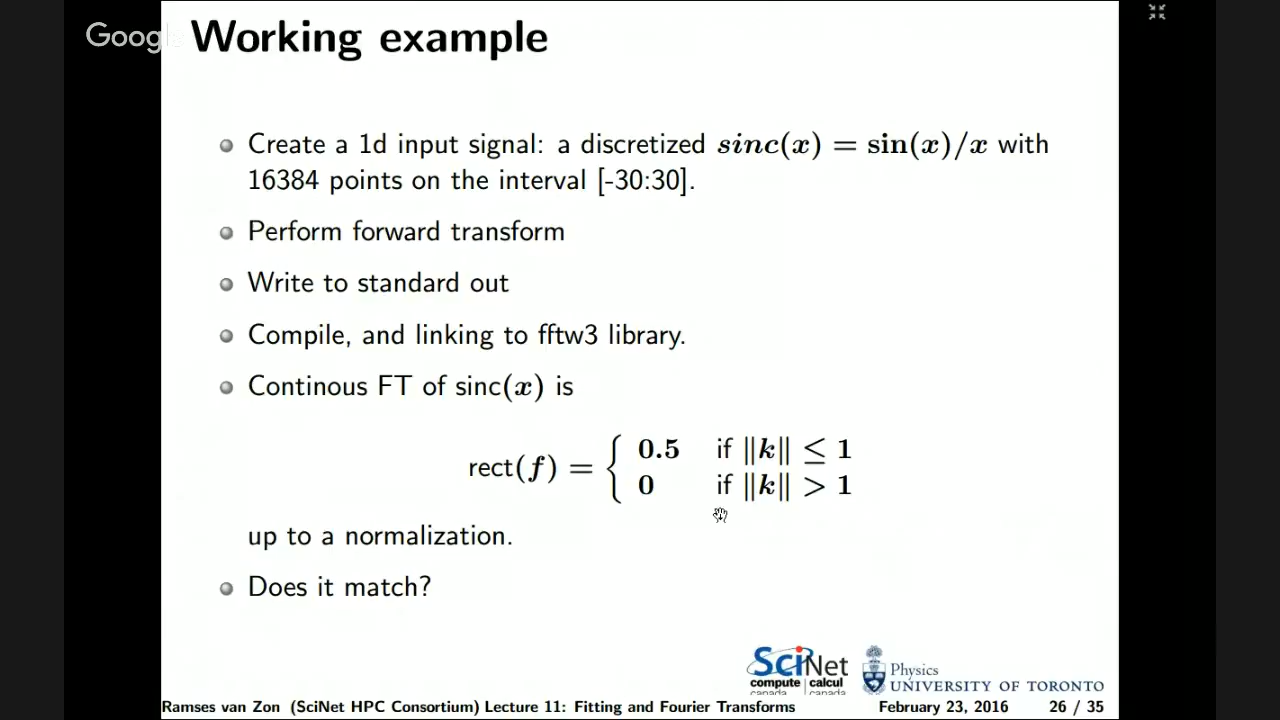 Google
Working example
Create a 1d input signal: a discretized sinc(x) = sin(x)/x with
16384 points on the interval [-30:30].
Perform forward transform
Write to standard out
Compile, and linking to fftw3 library.
Continous FT of sinc(x) is
rect(f) = { 0.5 if ∥k∥ ≤ 1
0 if ∥k∥ > 1
up to a normalization.
Does it match?
SciNet
compute | calcul
canada canada
Physics
UNIVERSITY OF TORONTO
Ramses van Zon (SciNet HPC Consortium) Lecture 11: Fitting and Fourier Transforms February 23, 2016 26 / 35